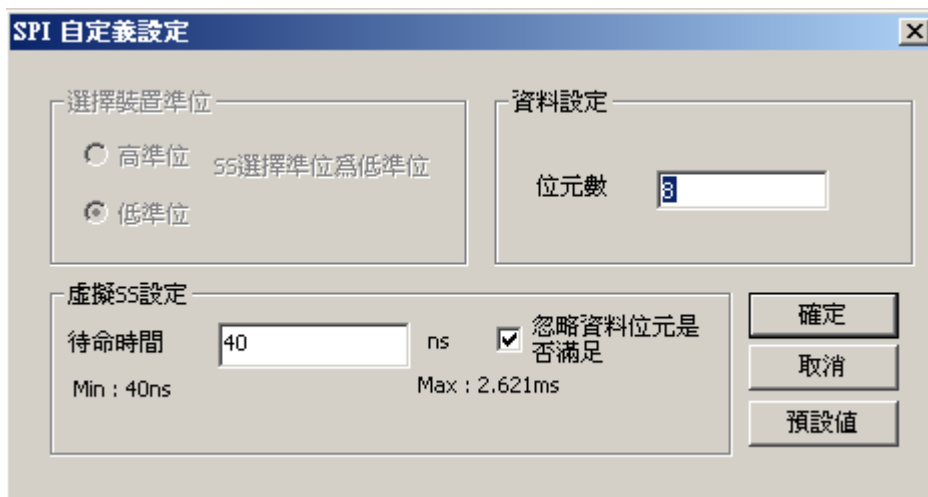 SPI 自定義設定
選擇裝置準位
高準位
SS選擇準位爲低準位
低準位
資料設定
位元數
8
虛擬SS設定
待命時間
40
ns
忽略資料位元是
否滿足
Min : 40ns
Max : 2.621ms
確定
取消
預設值